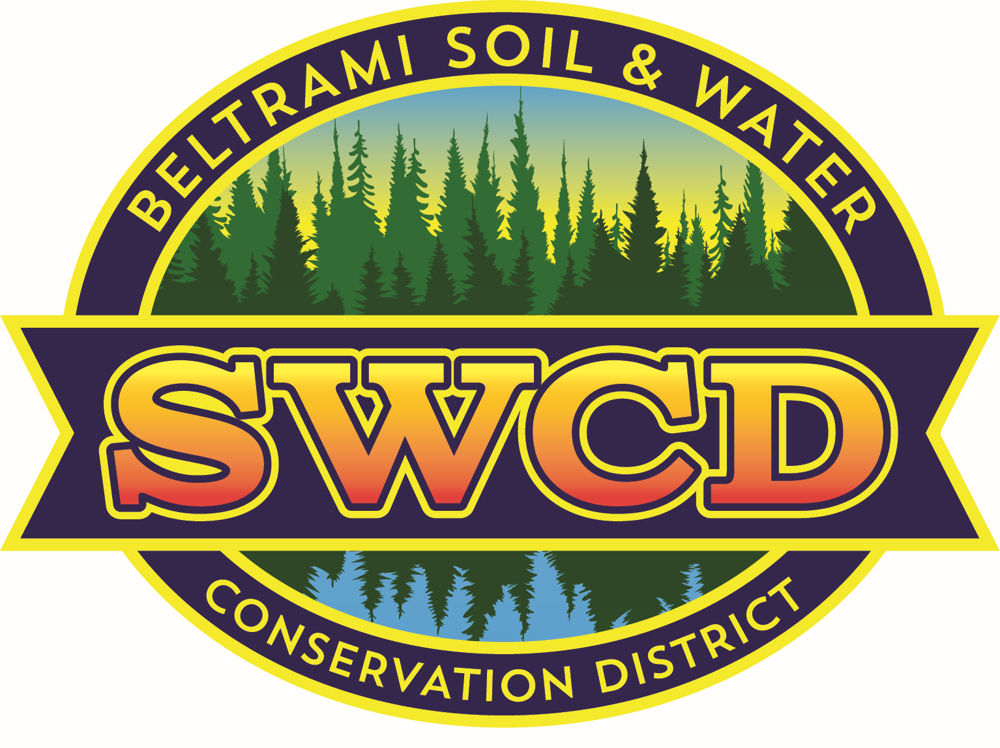 BELTRAMI SOIL & WATER
SWCD
CONSERVATION DISTRICT